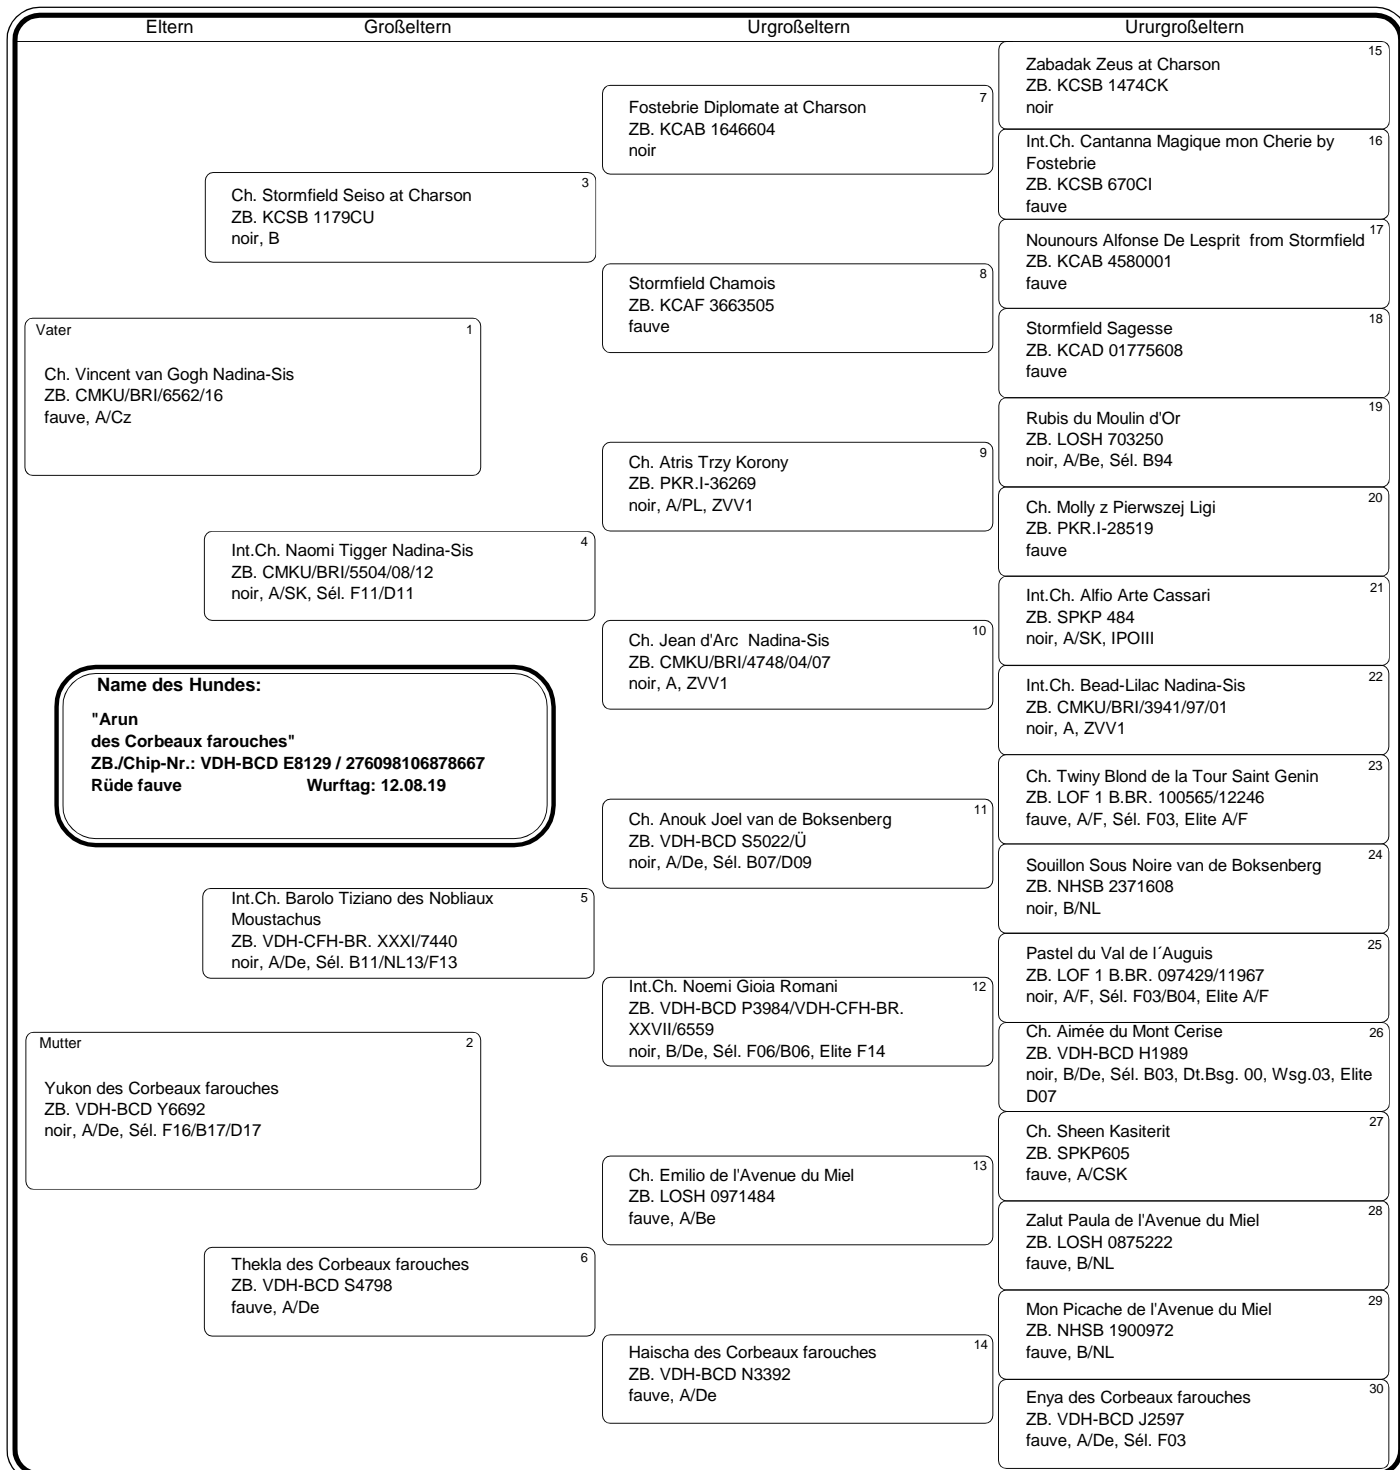 Eltern
Großeltern
Urgroßeltern
Ururgroßeltern
Vater 1
Ch. Vincent van Gogh Nadina-Sis
ZB. CMKU/BRI/6562/16
fauve, A/Cz
Name des Hundes:
"Arun
des Corbeaux farouches"
ZB./Chip-Nr.: VDH-BCD E8129 / 276098106878667
Rüde fauve Wurftag: 12.08.19
Mutter 2
Yukon des Corbeaux farouches
ZB. VDH-BCD Y6692
noir, A/De, Sél. F16/B17/D17
3
Ch. Stormfield Seiso at Charson
ZB. KCSB 1179CU
noir, B
4
Int.Ch. Naomi Tigger Nadina-Sis
ZB. CMKU/BRI/5504/08/12
noir, A/SK, Sél. F11/D11
5
Int.Ch. Barolo Tiziano des Nobliaux
Moustachus
ZB. VDH-CFH-BR. XXXI/7440
noir, A/De, Sél. B11/NL13/F13
6
Thekla des Corbeaux farouches
ZB. VDH-BCD S4798
fauve, A/De
7
Fostebrie Diplomate at Charson
ZB. KCAB 1646604
noir
8
Stormfield Chamois
ZB. KCAF 3663505
fauve
9
Ch. Atris Trzy Korony
ZB. PKR.I-36269
noir, A/PL, ZVV1
10
Ch. Jean d'Arc Nadina-Sis
ZB. CMKU/BRI/4748/04/07
noir, A, ZVV1
11
Ch. Anouk Joel van de Boksenberg
ZB. VDH-BCD S5022/Ü
noir, A/De, Sél. B07/D09
12
Int.Ch. Noemi Gioia Romani
ZB. VDH-BCD P3984/VDH-CFH-BR.
XXVII/6559
noir, B/De, Sél. F06/B06, Elite F14
13
Ch. Emilio de l'Avenue du Miel
ZB. LOSH 0971484
fauve, A/Be
14
Haischa des Corbeaux farouches
ZB. VDH-BCD N3392
fauve, A/De
15
Zabadak Zeus at Charson
ZB. KCSB 1474CK
noir
16
Int.Ch. Cantanna Magique mon Cherie by
Fostebrie
ZB. KCSB 670CI
fauve
17
Nounours Alfonse De Lesprit from Stormfield
ZB. KCAB 4580001
fauve
18
Stormfield Sagesse
ZB. KCAD 01775608
fauve
19
Rubis du Moulin d'Or
ZB. LOSH 703250
noir, A/Be, Sél. B94
20
Ch. Molly z Pierwszej Ligi
ZB. PKR.I-28519
fauve
21
Int.Ch. Alfio Arte Cassari
ZB. SPKP 484
noir, A/SK, IPOIII
22
Int.Ch. Bead-Lilac Nadina-Sis
ZB. CMKU/BRI/3941/97/01
noir, A, ZVV1
23
Ch. Twiny Blond de la Tour Saint Genin
ZB. LOF 1 B.BR. 100565/12246
fauve, A/F, Sél. F03, Elite A/F
24
Souillon Sous Noire van de Boksenberg
ZB. NHSB 2371608
noir, B/NL
25
Pastel du Val de l´Auguis
ZB. LOF 1 B.BR. 097429/11967
noir, A/F, Sél. F03/B04, Elite A/F
26
Ch. Aimée du Mont Cerise
ZB. VDH-BCD H1989
noir, B/De, Sél. B03, Dt.Bsg. 00, Wsg.03, Elite
D07
27
Ch. Sheen Kasiterit
ZB. SPKP605
fauve, A/CSK
28
Zalut Paula de l'Avenue du Miel
ZB. LOSH 0875222
fauve, B/NL
29
Mon Picache de l'Avenue du Miel
ZB. NHSB 1900972
fauve, B/NL
30
Enya des Corbeaux farouches
ZB. VDH-BCD J2597
fauve, A/De, Sél. F03